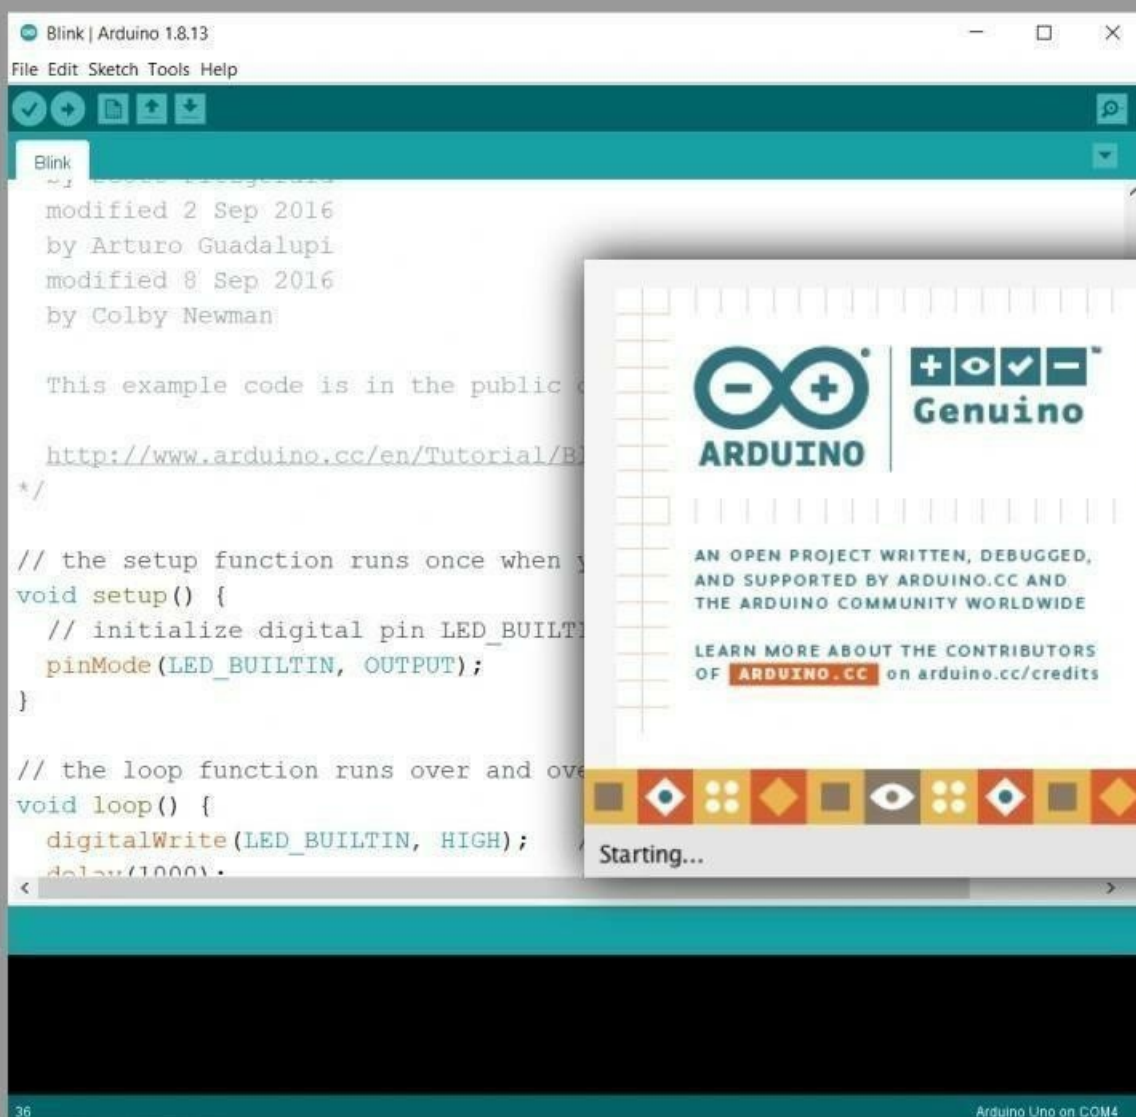 Blink | Arduino 1.8.13
File Edit Sketch Tools Help
Blink
modified 2 Sep 2016
by Arturo Guadalupi
modified 8 Sep 2016
by Colby Newman
This example code is in the public
http://www.arduino.cc/en/Tutorial/Bl
*/
// the setup function runs once when
void setup() {
// initialize digital pin LED_BUILTI
pinMode(LED_BUILTIN, OUTPUT);
}
// the loop function runs over and ove
void loop() {
digitalWrite(LED_BUILTIN, HIGH);
delay(1000);
ARDUINO
Genuino
AN OPEN PROJECT WRITTEN, DEBUGGED,
AND SUPPORTED BY ARDUINO.CC AND
THE ARDUINO COMMUNITY WORLDWIDE
LEARN MORE ABOUT THE CONTRIBUTORS
OF ARDUINO.CC on arduino.cc/credits
Starting...
36
Arduino Uno on COM4